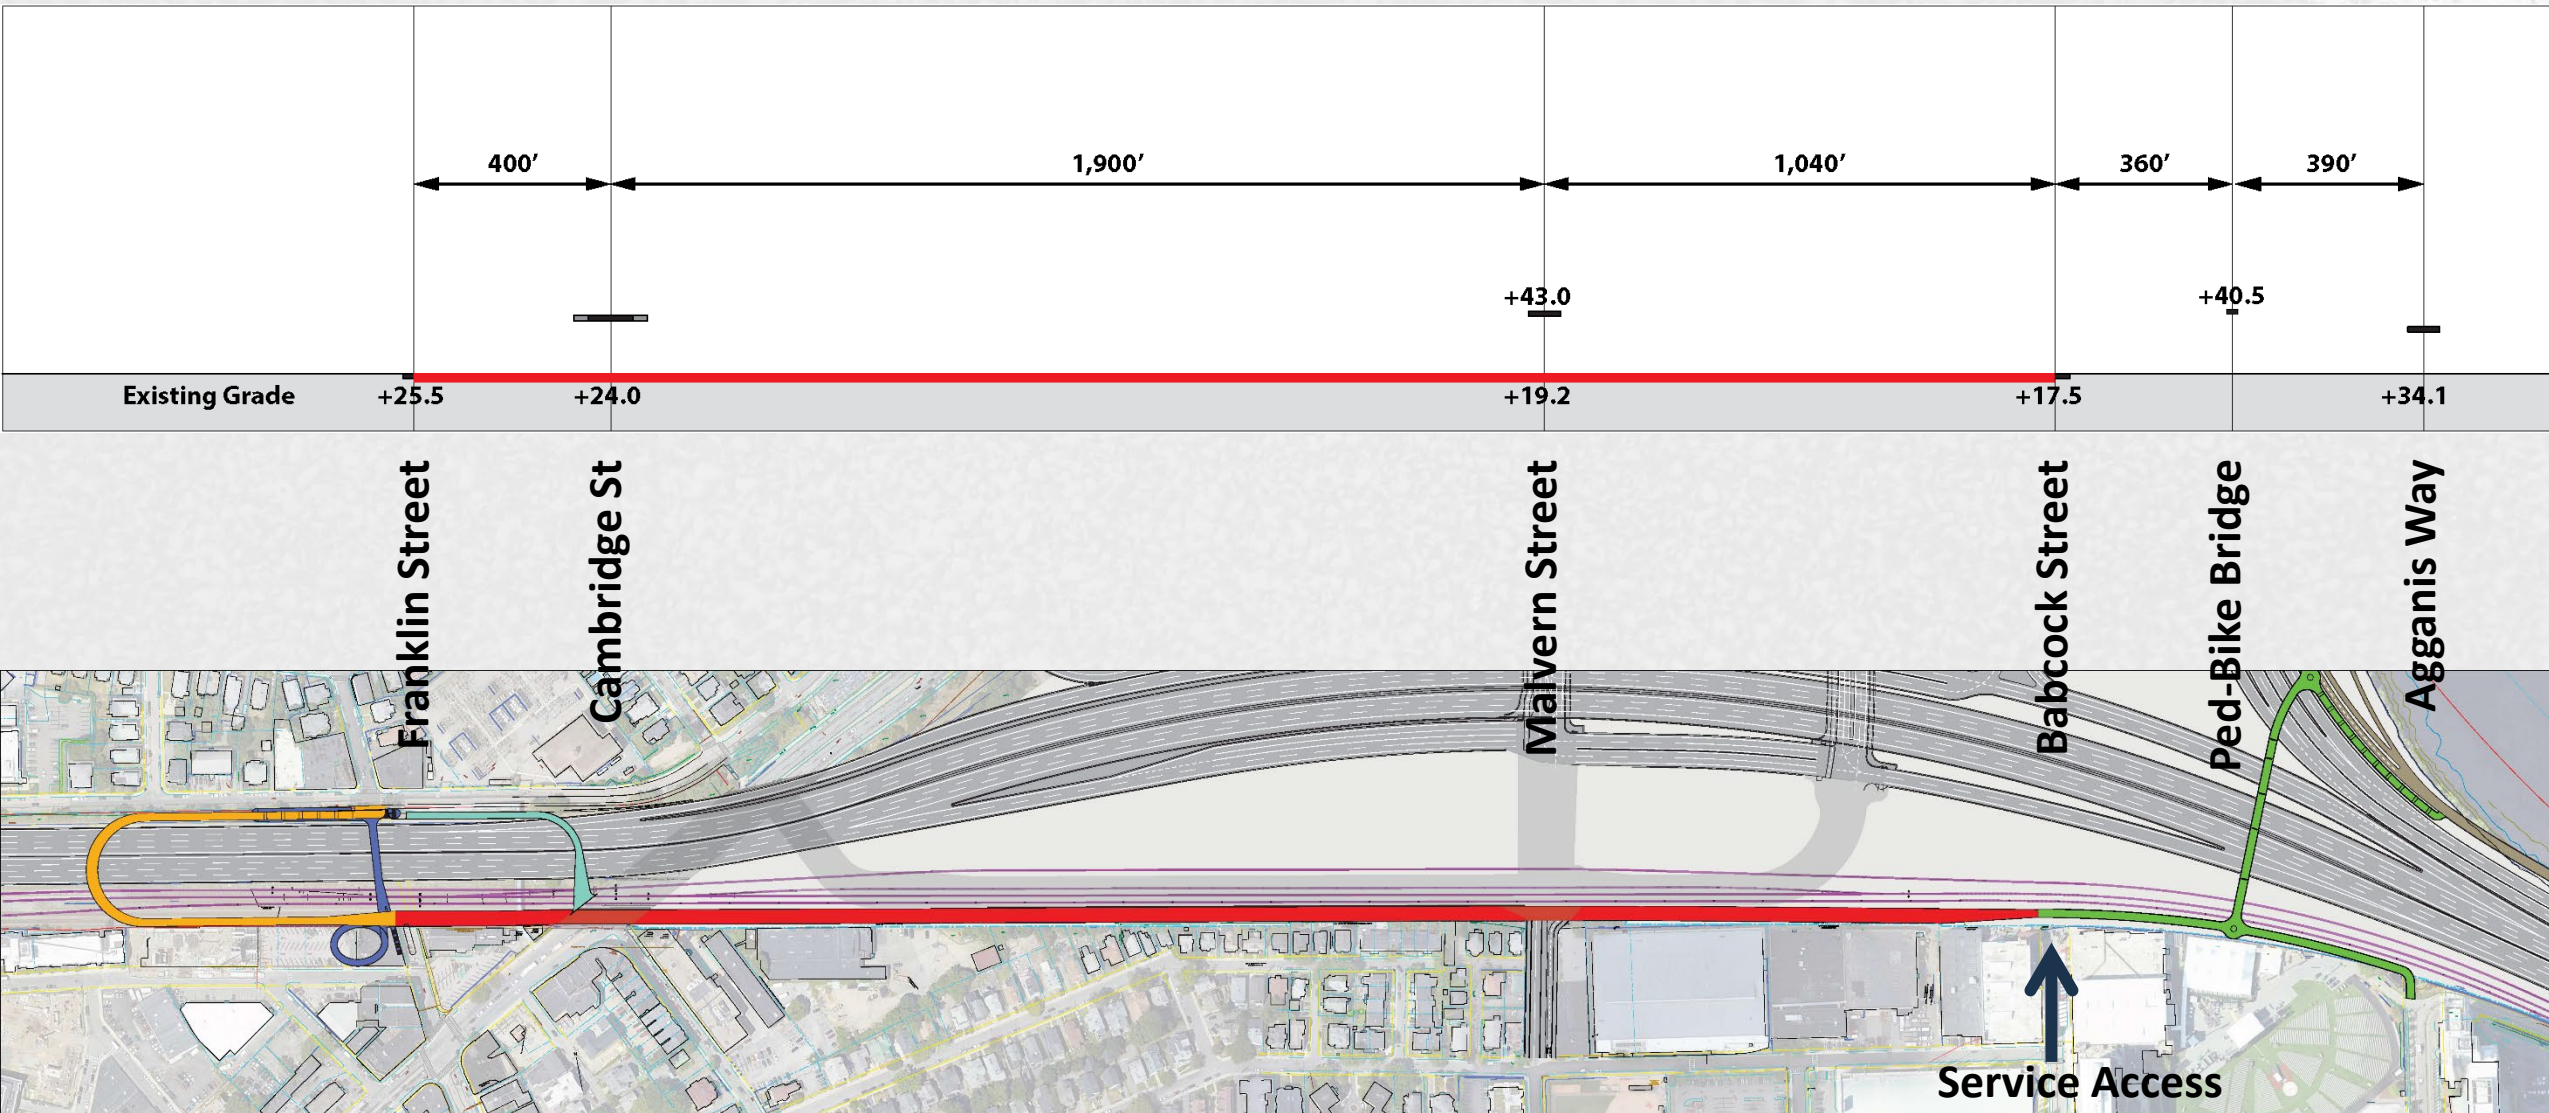 400’
1,900’
1,040’
360’
390’
+43.0
+40.5
Existing Grade
+25.5
+24.0
+19.2
+17.5
+34.1
Franklin Street
Cambridge St
Malvern Street
Babcock Street
Ped-Bike Bridge
Agganis Way
Service Access